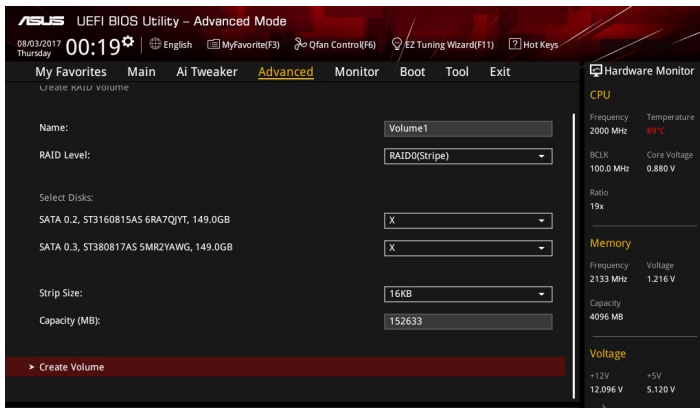 ASUS UEFI BIOS Utility – Advanced Mode
08/03/2017 Thursday 00:19 English MyFavorite(F3) Qfan Control(F6) EZ Tuning Wizard(F11) ? Hot Keys
My Favorites Main Ai Tweaker Advanced Monitor Boot Tool Exit
Create RAID Volume
Name: Volume1
RAID Level: RAID0(Stripe)
Select Disks:
SATA 0.2, ST3160815AS 6RA7QJYT, 149.0GB X
SATA 0.3, ST380817AS 5MR2YAWG, 149.0GB X
Strip Size: 16KB
Capacity (MB): 152633
> Create Volume
Hardware Monitor
CPU
Frequency Temperature
2000 MHz 89°C
BCLK Core Voltage
100.0 MHz 0.880 V
Ratio
19x
Memory
Frequency Voltage
2133 MHz 1.216 V
Capacity
4096 MB
Voltage
+12V +5V
12.096 V 5.120 V